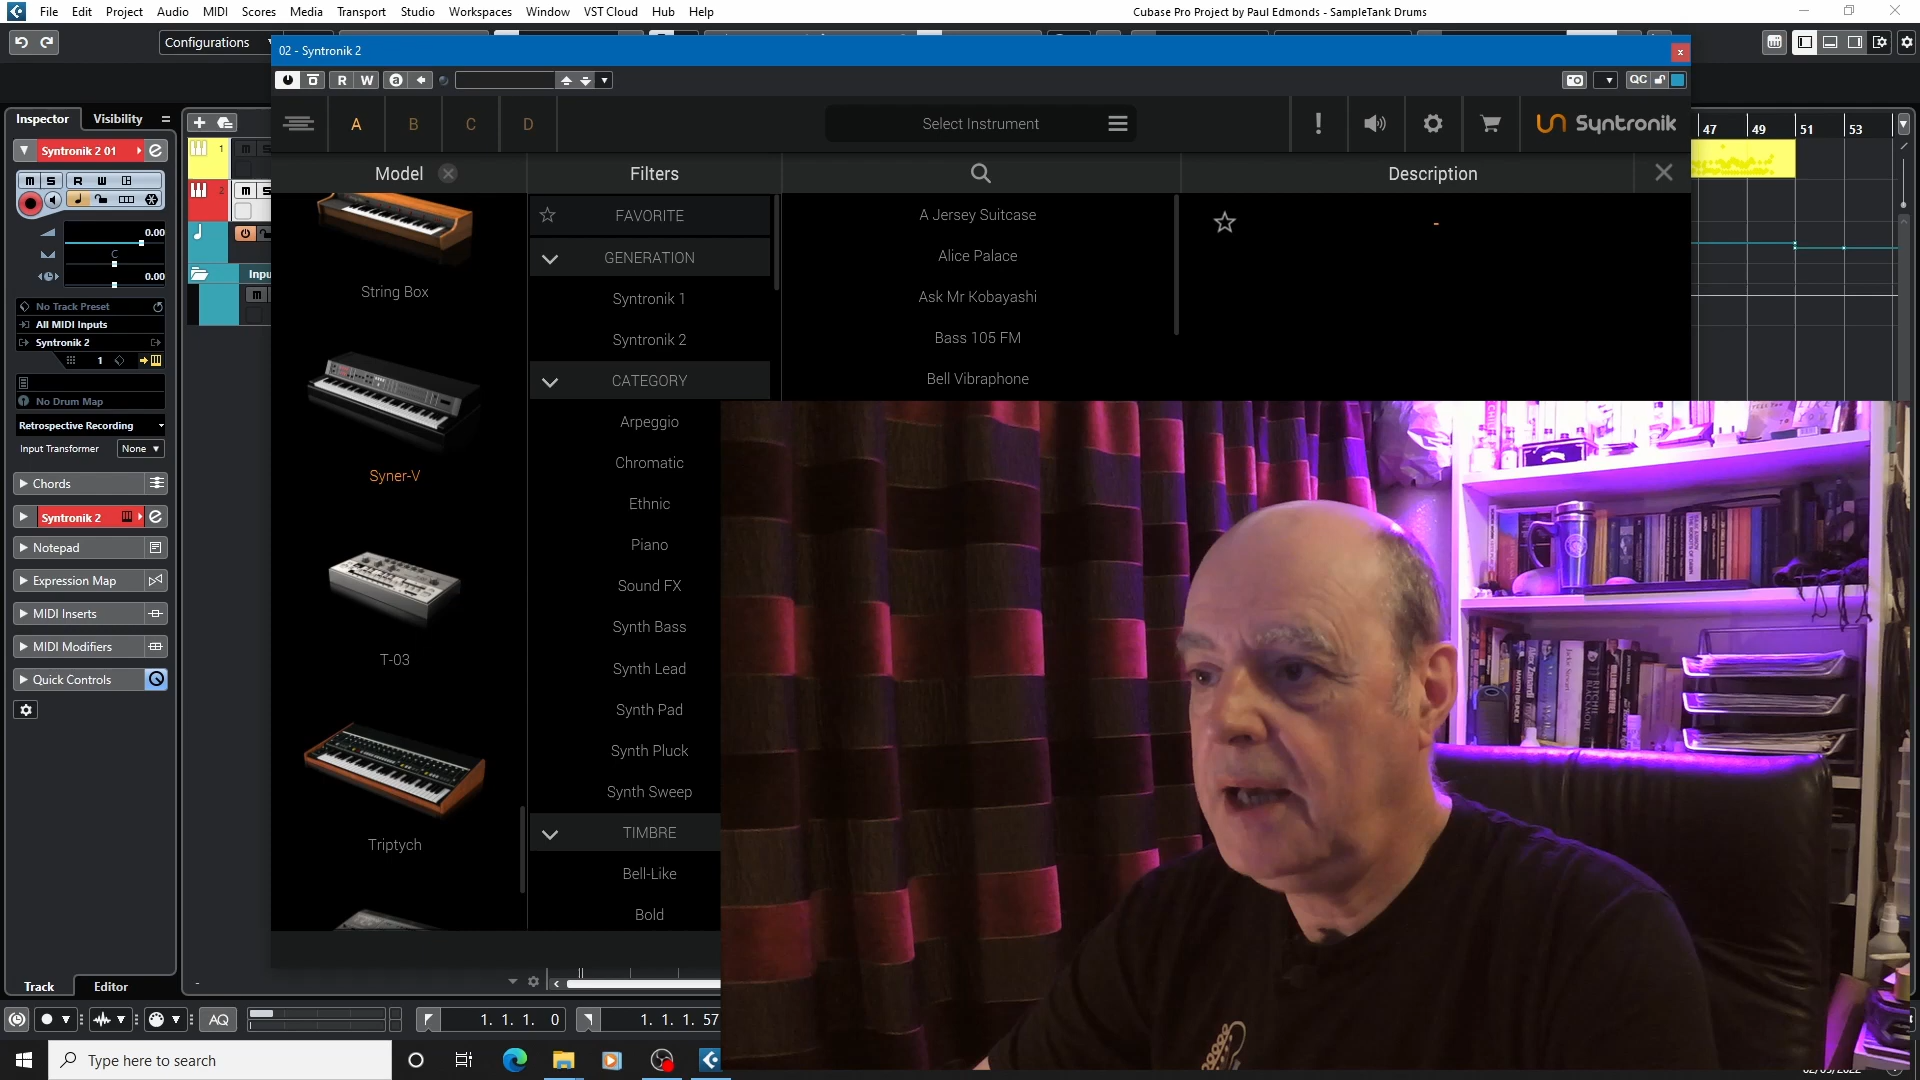 File Edit Project Audio MIDI Scores Media Transport Studio Workspaces Window VST Cloud Hub Help
Cubase Pro Project by Paul Edmonds - SampleTank Drums
Configurations
02 - Syntronik 2
R W
QC
A B C D
Select Instrument
Syntronik
Inspector Visibility
47 49 51 53
Syntronik 2 01
Model Filters Description
M S R W
0.00
C
0.00
No Track Preset
All MIDI Inputs
Syntronik 2
1
No Drum Map
Retrospective Recording
Input Transformer None
Chords
Syntronik 2
Notepad
Expression Map
MIDI Inserts
MIDI Modifiers
Quick Controls
1
2
String Box
Syner-V
T-03
Triptych
FAVORITE
GENERATION
Syntronik 1
Syntronik 2
CATEGORY
Arpeggio
Chromatic
Ethnic
Piano
Sound FX
Synth Bass
Synth Lead
Synth Pad
Synth Pluck
Synth Sweep
TIMBRE
Bell-Like
Bold
A Jersey Suitcase
Alice Palace
Ask Mr Kobayashi
Bass 105 FM
Bell Vibraphone
-
Track Editor
AQ
1. 1. 1. 0
1. 1. 1. 57
Type here to search